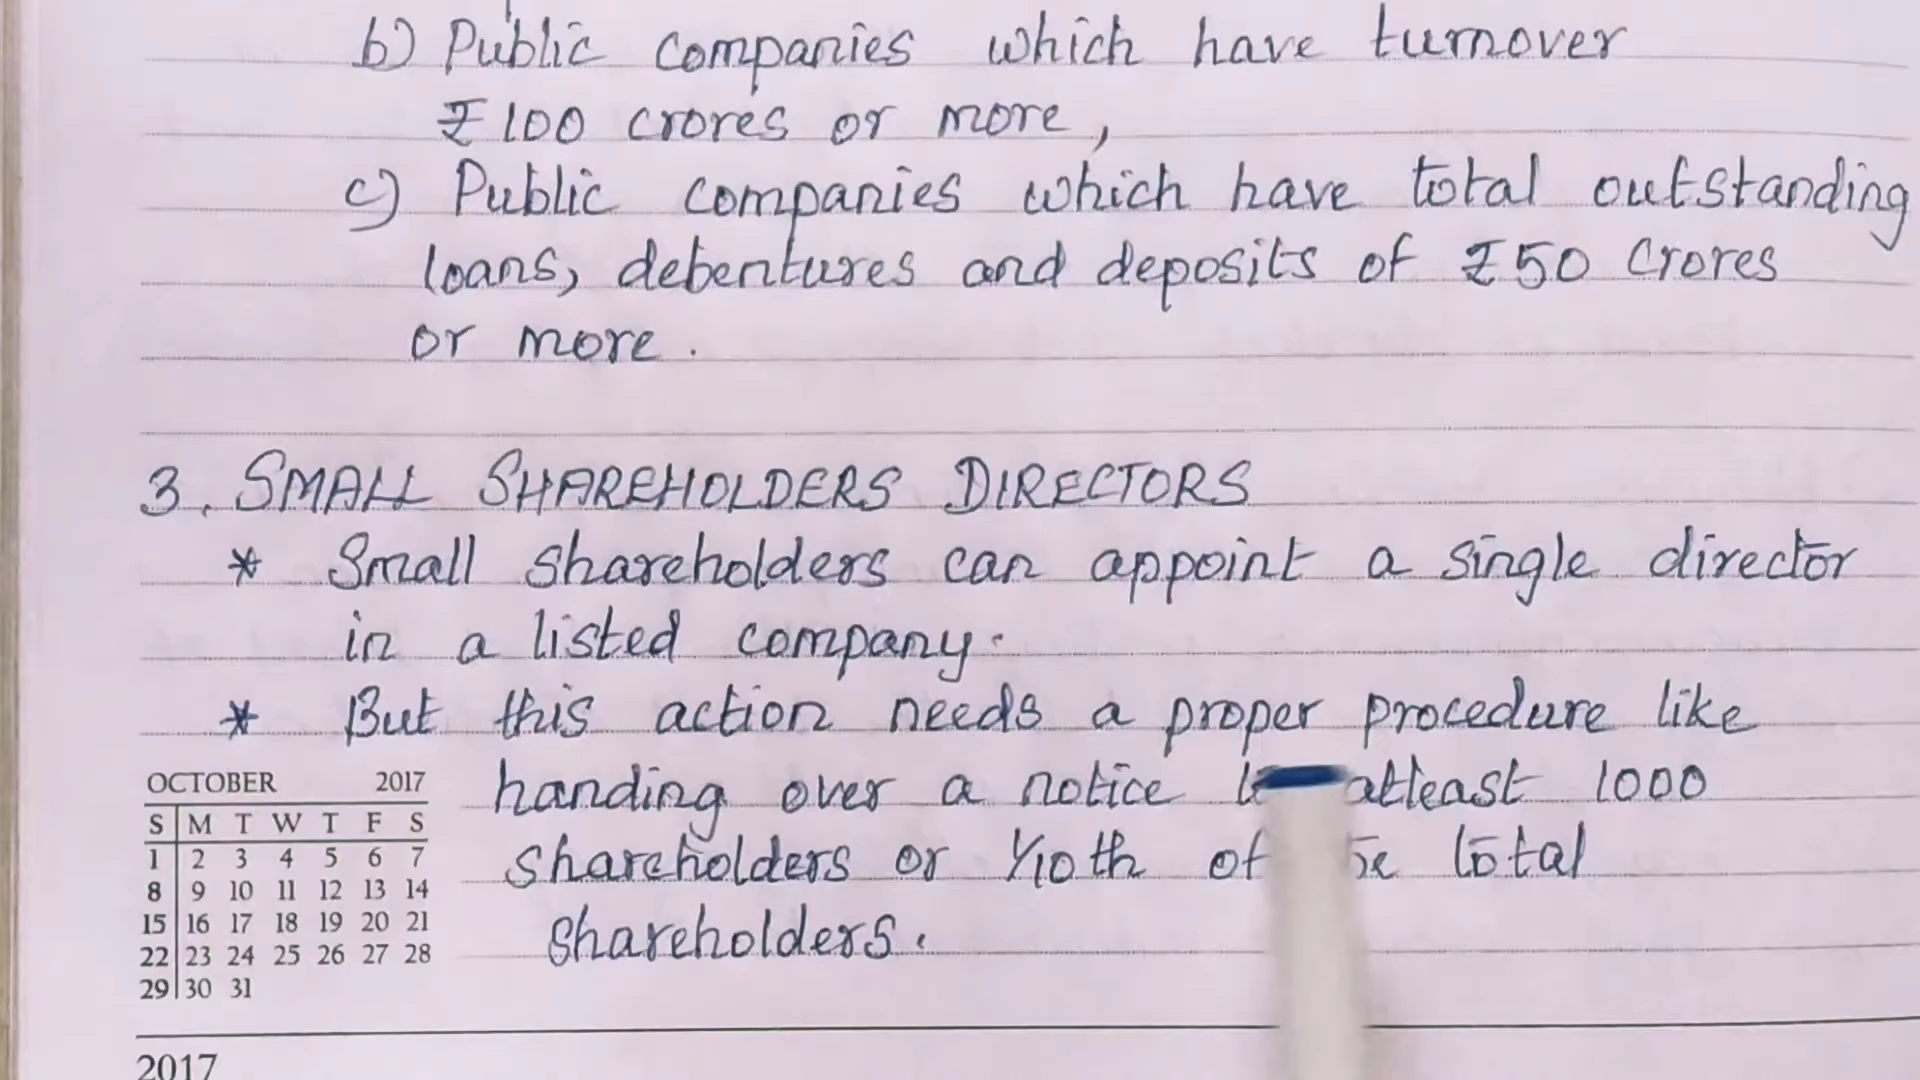 b) Public companies which have turnover
₹100 crores or more,
c) Public companies which have total outstanding
loans, debentures and deposits of ₹50 Crores
or more.
3. SMALL SHAREHOLDERS DIRECTORS
* Small shareholders can appoint a single director
in a listed company.
* But this action needs a proper procedure like
handing over a notice atleast 1000
shareholders or 1/10th of total
shareholders.
OCTOBER 2017
S M T W T F S
1 2 3 4 5 6 7
8 9 10 11 12 13 14
15 16 17 18 19 20 21
22 23 24 25 26 27 28
29 30 31
2017